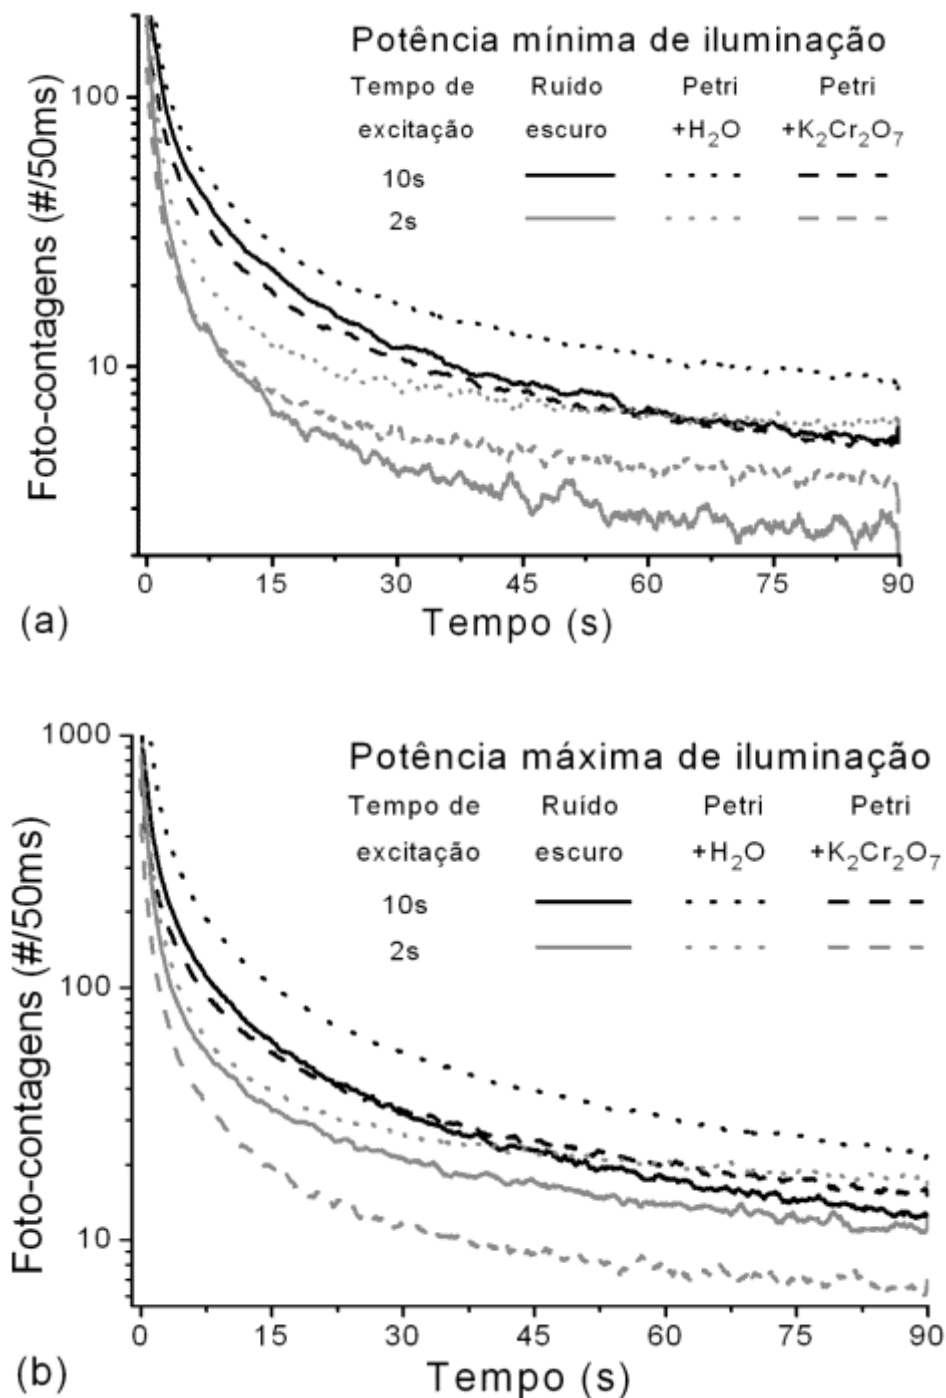 Potência mínima de iluminação
Tempo de Ruido Petri Petri
excitação escuro +H₂O +K₂Cr₂O₇
10s
2s
Foto-contagens (#/50ms)
100
10
0 15 30 45 60 75 90
Tempo (s)
(a)
Potência máxima de iluminação
Tempo de Ruído Petri Petri
excitação escuro +H₂O +K₂Cr₂O₇
10s
2s
Foto-contagens (#/50ms)
1000
100
10
0 15 30 45 60 75 90
Tempo (s)
(b)